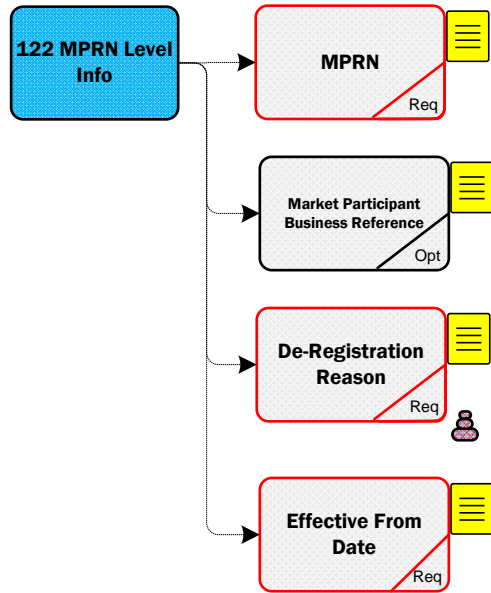 122 MPRN Level
Info
MPRN
Req
Market Participant
Business Reference
Opt
De-Registration
Reason
Req
Effective From
Date
Req